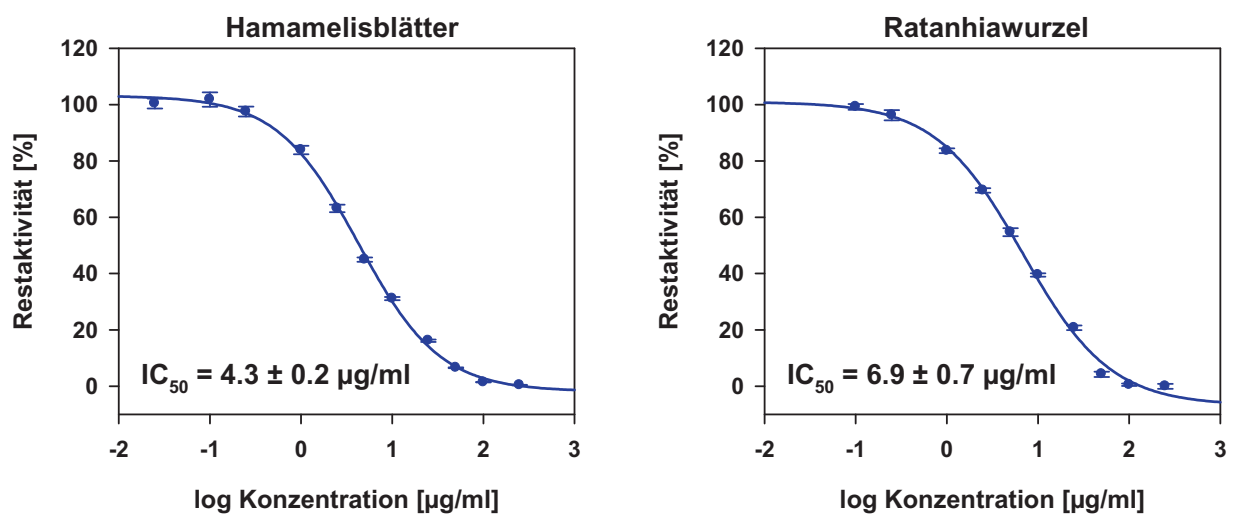 Hamamelisblätter
120
100
80
60
40
20
0
Restaktivität [%]
IC50 = 4.3 ± 0.2 µg/ml
-2 -1 0 1 2 3
log Konzentration [µg/ml]
Ratanhiawurzel
120
100
80
60
40
20
0
Restaktivität [%]
IC50 = 6.9 ± 0.7 µg/ml
-2 -1 0 1 2 3
log Konzentration [µg/ml]